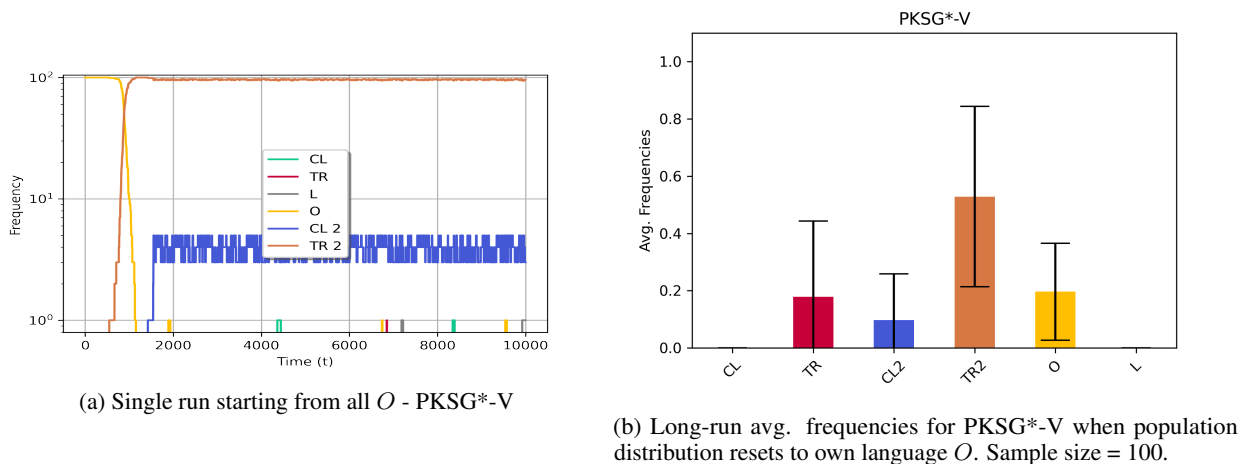 10²
10¹
10⁰
Frequency
CL
TR
L
O
CL 2
TR 2
0
2000
4000
6000
8000
10000
Time (t)
(a) Single run starting from all O - PKSG*-V
PKSG*-V
1.0
0.8
0.6
0.4
0.2
0.0
Avg. Frequencies
CL
TR
CL2
TR2
O
L
(b) Long-run avg. frequencies for PKSG*-V when population
distribution resets to own language O. Sample size = 100.